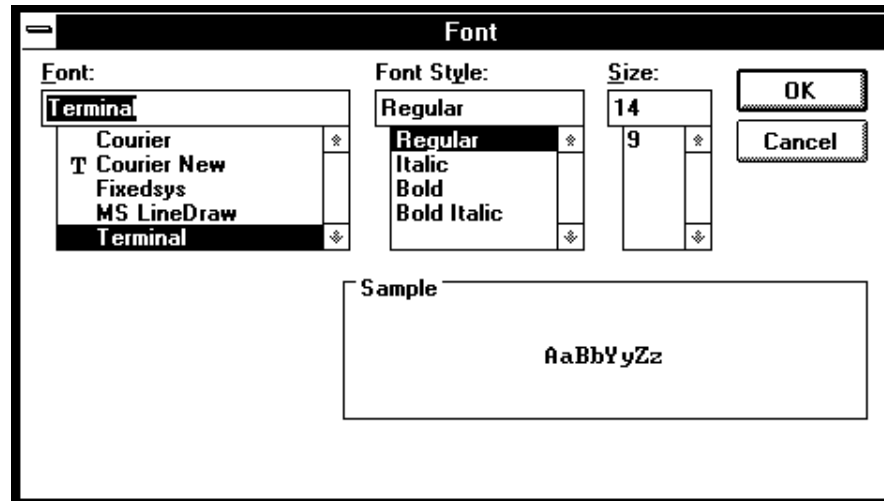 Font
Font:
Terminal
Courier
T Courier New
Fixedsys
MS LineDraw
Terminal
Font Style:
Regular
Regular
Italic
Bold
Bold Italic
Size:
14
9
OK
Cancel
Sample
AaBbYyZz